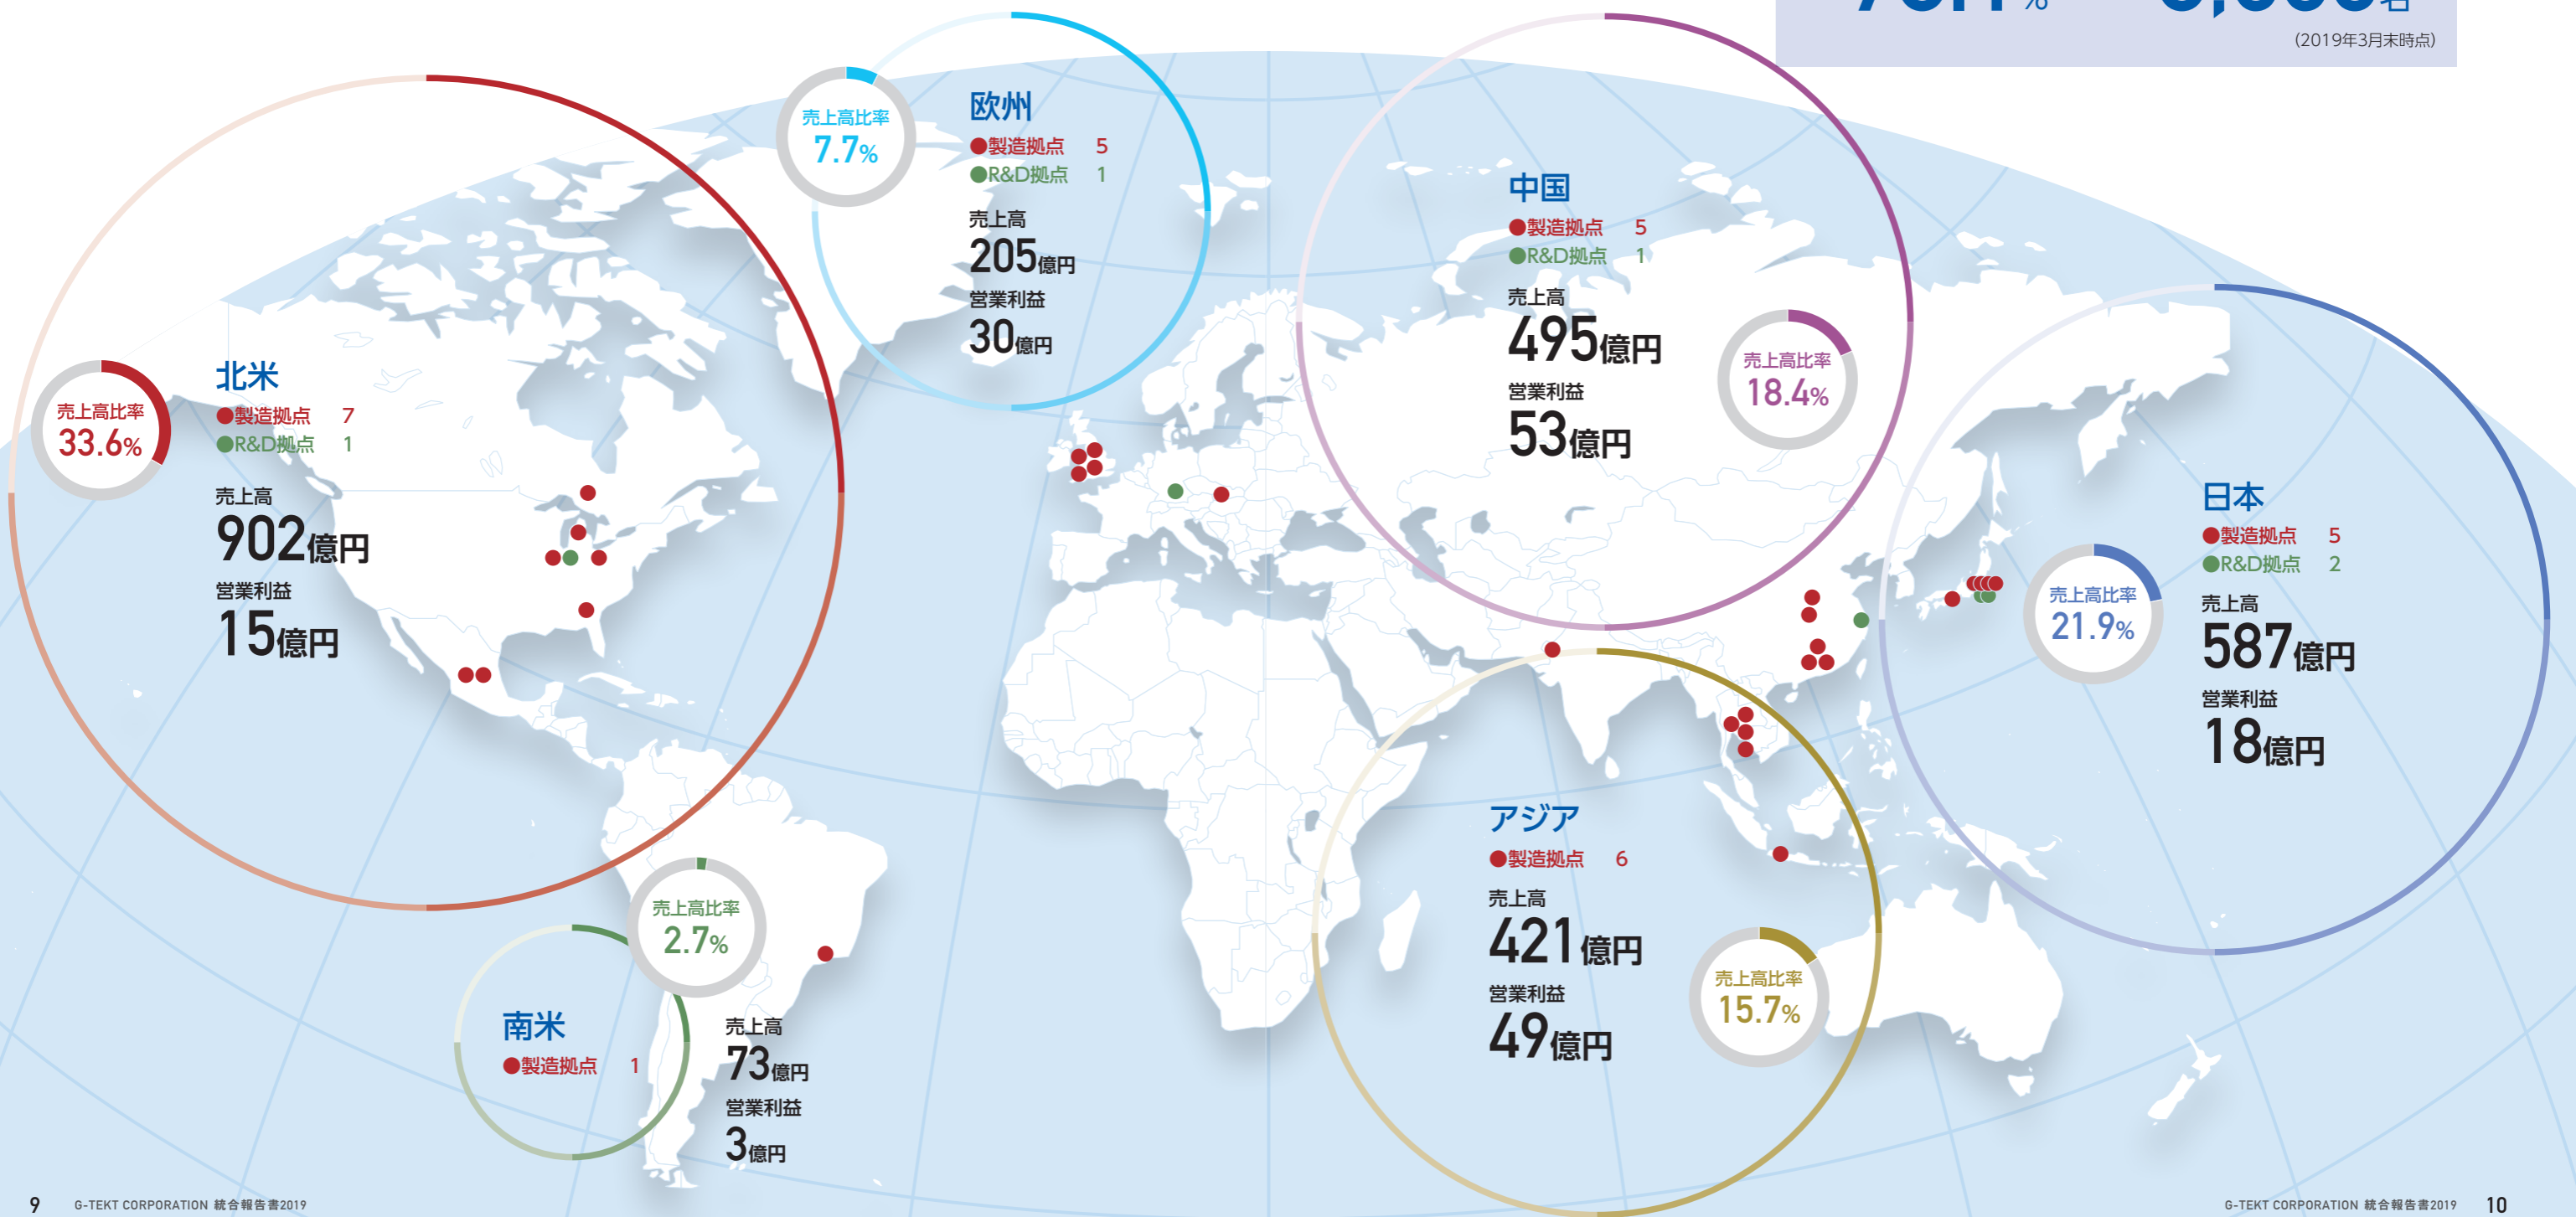 (2019年3月末時点)
売上高比率
7.7%
欧州
●製造拠点 5
●R&D拠点 1
売上高
205億円
営業利益
30億円
中国
●製造拠点 5
●R&D拠点 1
売上高
495億円
営業利益
53億円
売上高比率
18.4%
売上高比率
33.6%
北米
●製造拠点 7
●R&D拠点 1
売上高
902億円
営業利益
15億円
日本
●製造拠点 5
●R&D拠点 2
売上高
587億円
営業利益
18億円
売上高比率
21.9%
アジア
●製造拠点 6
売上高
421億円
営業利益
49億円
売上高比率
15.7%
売上高比率
2.7%
南米
●製造拠点 1
売上高
73億円
営業利益
3億円
9 G-TEKT CORPORATION 統合報告書2019
G-TEKT CORPORATION 統合報告書2019 10